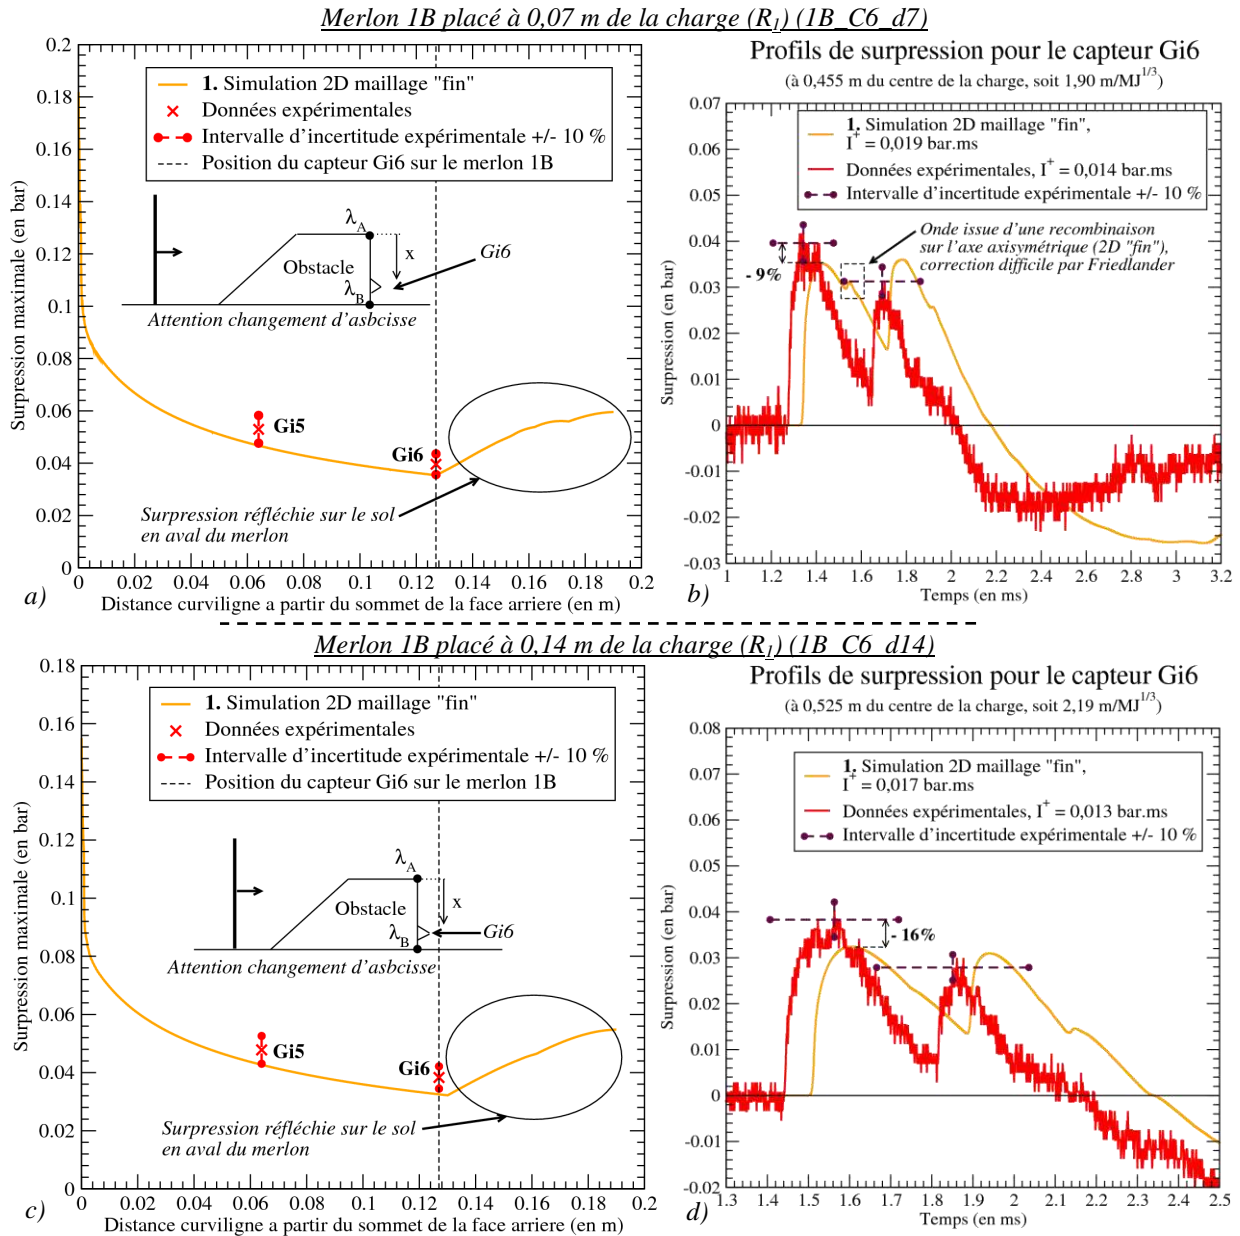 Merlon 1B placé à 0,07 m de la charge (R1) (1B_C6_d7)
0.2
0.18
0.16
0.14
0.12
0.1
0.08
0.06
0.04
0.02
0
Surpression maximale (en bar)
1. Simulation 2D maillage "fin"
Données expérimentales
Intervalle d'incertitude expérimentale +/- 10 %
Position du capteur Gi6 sur le merlon 1B
λA
x
Gi6
Obstacle
λB
Attention changement d'asbcisse
Gi5
Gi6
Surpression réfléchie sur le sol
en aval du merlon
0 0.02 0.04 0.06 0.08 0.1 0.12 0.14 0.16 0.18 0.2
Distance curviligne a partir du sommet de la face arriere (en m)
a)
Profils de surpression pour le capteur Gi6
(à 0,455 m du centre de la charge, soit 1,90 m/MJ1/3)
0.07
0.06
0.05
0.04
0.03
0.02
0.01
0
-0.01
-0.02
-0.03
Surpression (en bar)
1. Simulation 2D maillage "fin",
I+ = 0,019 bar.ms
Données expérimentales, I+ = 0,014 bar.ms
Intervalle d'incertitude expérimentale +/- 10 %
Onde issue d'une recombinaison
sur l'axe axisymétrique (2D "fin"),
correction difficile par Friedlander
- 9%
1 1.2 1.4 1.6 1.8 2 2.2 2.4 2.6 2.8 3 3.2
Temps (en ms)
b)
Merlon 1B placé à 0,14 m de la charge (R1) (1B_C6_d14)
0.18
0.16
0.14
0.12
0.1
0.08
0.06
0.04
0.02
0
Surpression maximale (en bar)
1. Simulation 2D maillage "fin"
Données expérimentales
Intervalle d'incertitude expérimentale +/- 10 %
Position du capteur Gi6 sur le merlon 1B
λA
x
Obstacle
λB
Gi6
Attention changement d'asbcisse
Gi5
Gi6
Surpression réfléchie sur le sol
en aval du merlon
0 0.02 0.04 0.06 0.08 0.1 0.12 0.14 0.16 0.18 0.2
Distance curviligne a partir du sommet de la face arriere (en m)
c)
Profils de surpression pour le capteur Gi6
(à 0,525 m du centre de la charge, soit 2,19 m/MJ1/3)
0.08
0.07
0.06
0.05
0.04
0.03
0.02
0.01
0
-0.01
-0.02
Surpression (en bar)
1. Simulation 2D maillage "fin",
I+ = 0,017 bar.ms
Données expérimentales, I+ = 0,013 bar.ms
Intervalle d'incertitude expérimentale +/- 10 %
- 16%
1.3 1.4 1.5 1.6 1.7 1.8 1.9 2 2.1 2.2 2.3 2.4 2.5
Temps (en ms)
d)